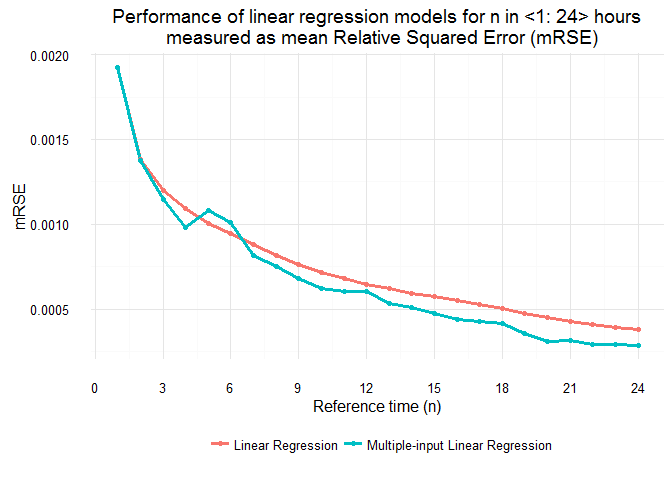 Performance of linear regression models for n in <1: 24> hours
measured as mean Relative Squared Error (mRSE)
0.0020
0.0015
0.0010
0.0005
mRSE
0 3 6 9 12 15 18 21 24
Reference time (n)
Linear Regression Multiple-input Linear Regression